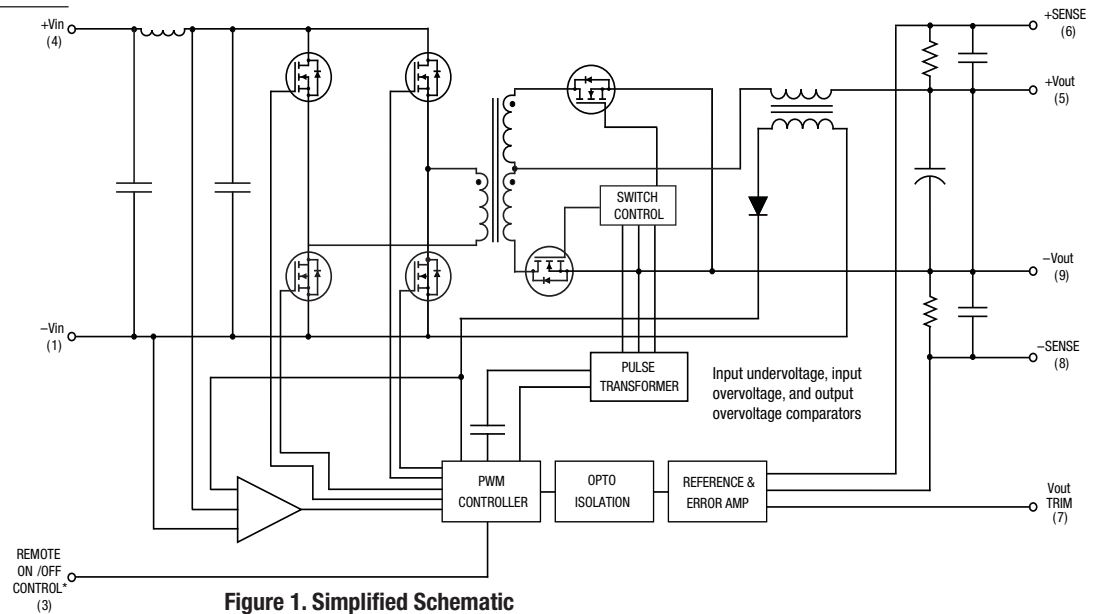 +Vin
(4)
+SENSE
(6)
+Vout
(5)
SWITCH
CONTROL
−Vout
(9)
−Vin
(1)
−SENSE
(8)
PULSE
TRANSFORMER
Input undervoltage, input
overvoltage, and output
overvoltage comparators
PWM
CONTROLLER
OPTO
ISOLATION
REFERENCE &
ERROR AMP
Vout
TRIM
(7)
REMOTE
ON /OFF
CONTROL*
(3)
Figure 1. Simplified Schematic